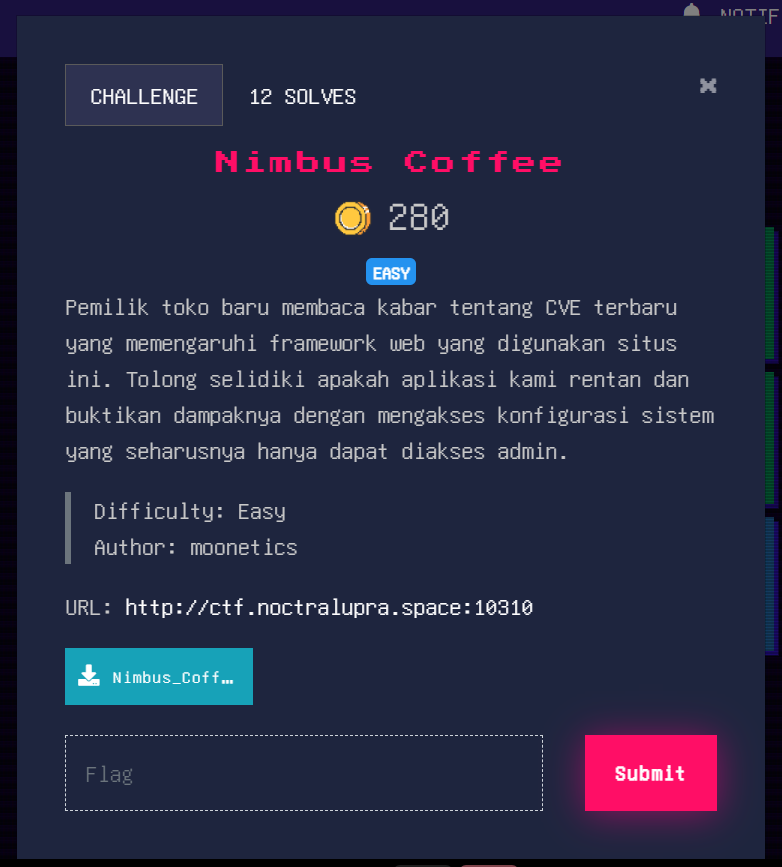 NOTIF
CHALLENGE
12 SOLVES
Nimbus Coffee
280
EASY
Pemilik toko baru membaca kabar tentang CVE terbaru
yang memengaruhi framework web yang digunakan situs
ini. Tolong selidiki apakah aplikasi kami rentan dan
buktikan dampaknya dengan mengakses konfigurasi sistem
yang seharusnya hanya dapat diakses admin.
Difficulty: Easy
Author: moonetics
URL: http://ctf.noctralupra.space:10310
Nimbus_Coff…
Flag
Submit